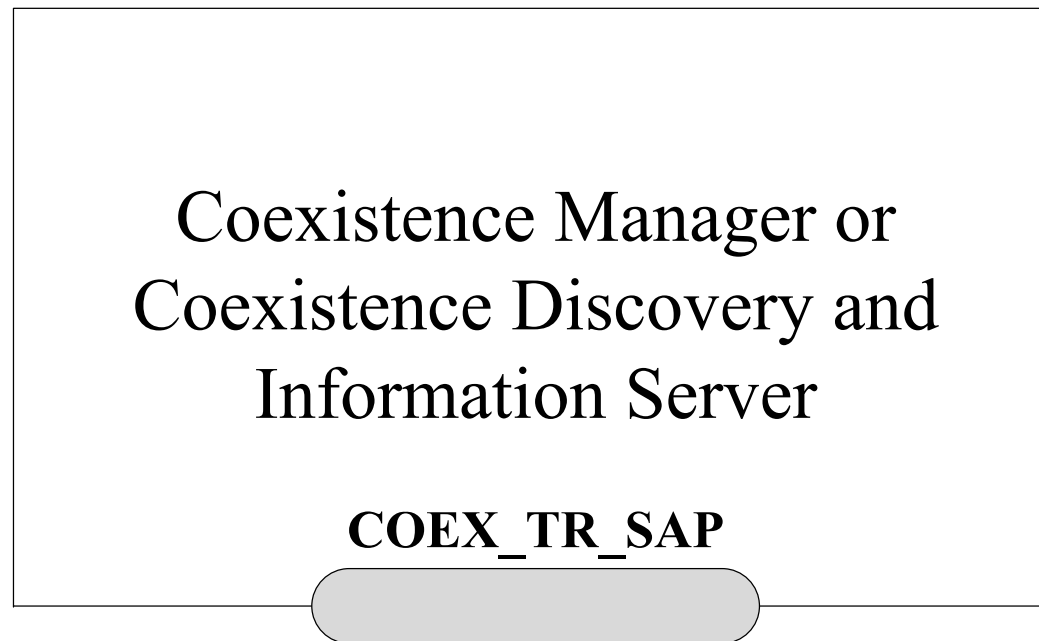 Coexistence Manager or
Coexistence Discovery and
Information Server
COEX_TR_SAP